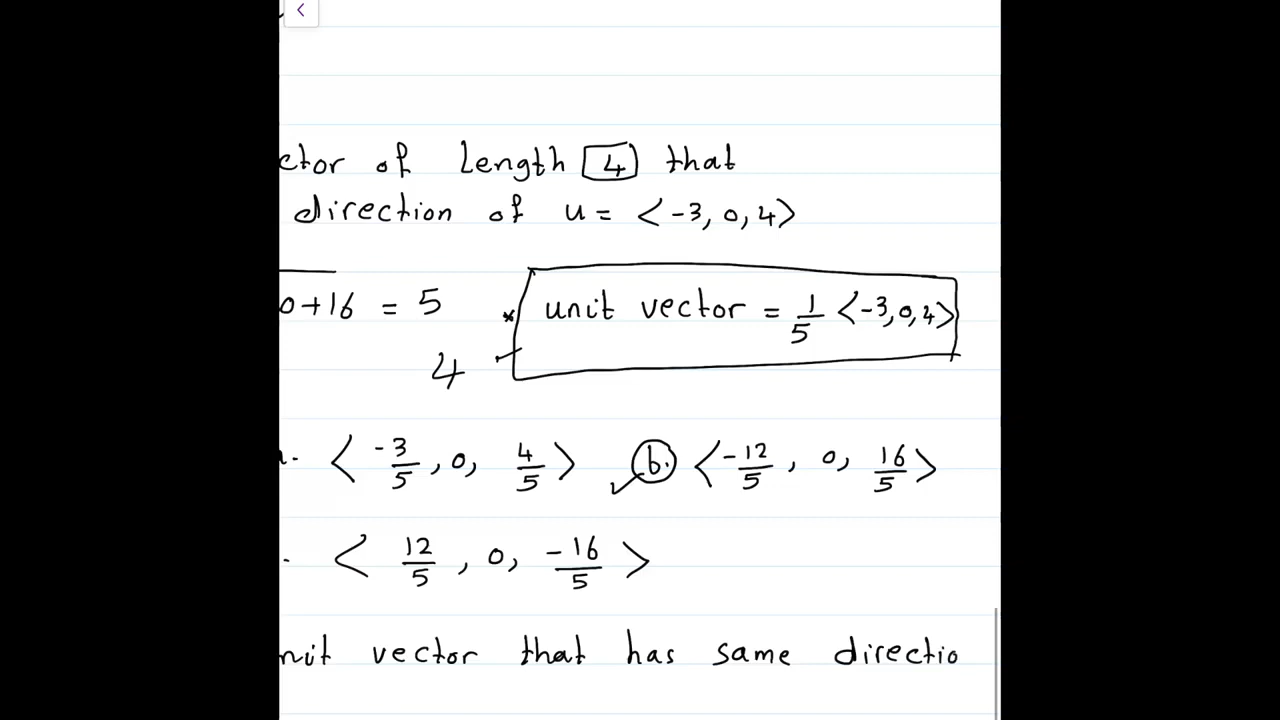 ctor of length 4 that
direction of u = <-3, 0, 4>
0+16 = 5 * unit vector = 1/5 <-3, 0, 4>
4
<-3/5, 0, 4/5> b. <-12/5, 0, 16/5>
<12/5, 0, -16/5>
nit vector that has same directio